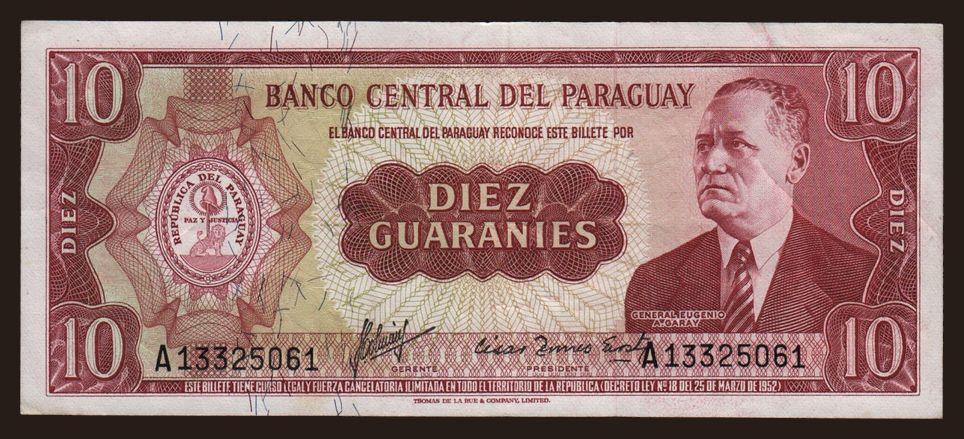 10
10
BANCO CENTRAL DEL PARAGUAY
EL BANCO CENTRAL DEL PARAGUAY RECONOCE ESTE BILLETE POR
REPÚBLICA DEL PARAGUAY
PAZ Y JUSTICIA
DIEZ
DIEZ
GUARANIES
DIEZ
GENERAL EUGENIO
A. GARAY
10
10
A13325061
GERENTE
PRESIDENTE
A13325061
ESTE BILLETE TIENE CURSO LEGAL Y FUERZA CANCELATORIA ILIMITADA EN TODO EL TERRITORIO DE LA REPUBLICA (DECRETO LEY Nº 18 DEL 25 DE MARZO DE 1952)
THOMAS DE LA RUE & COMPANY, LIMITED.